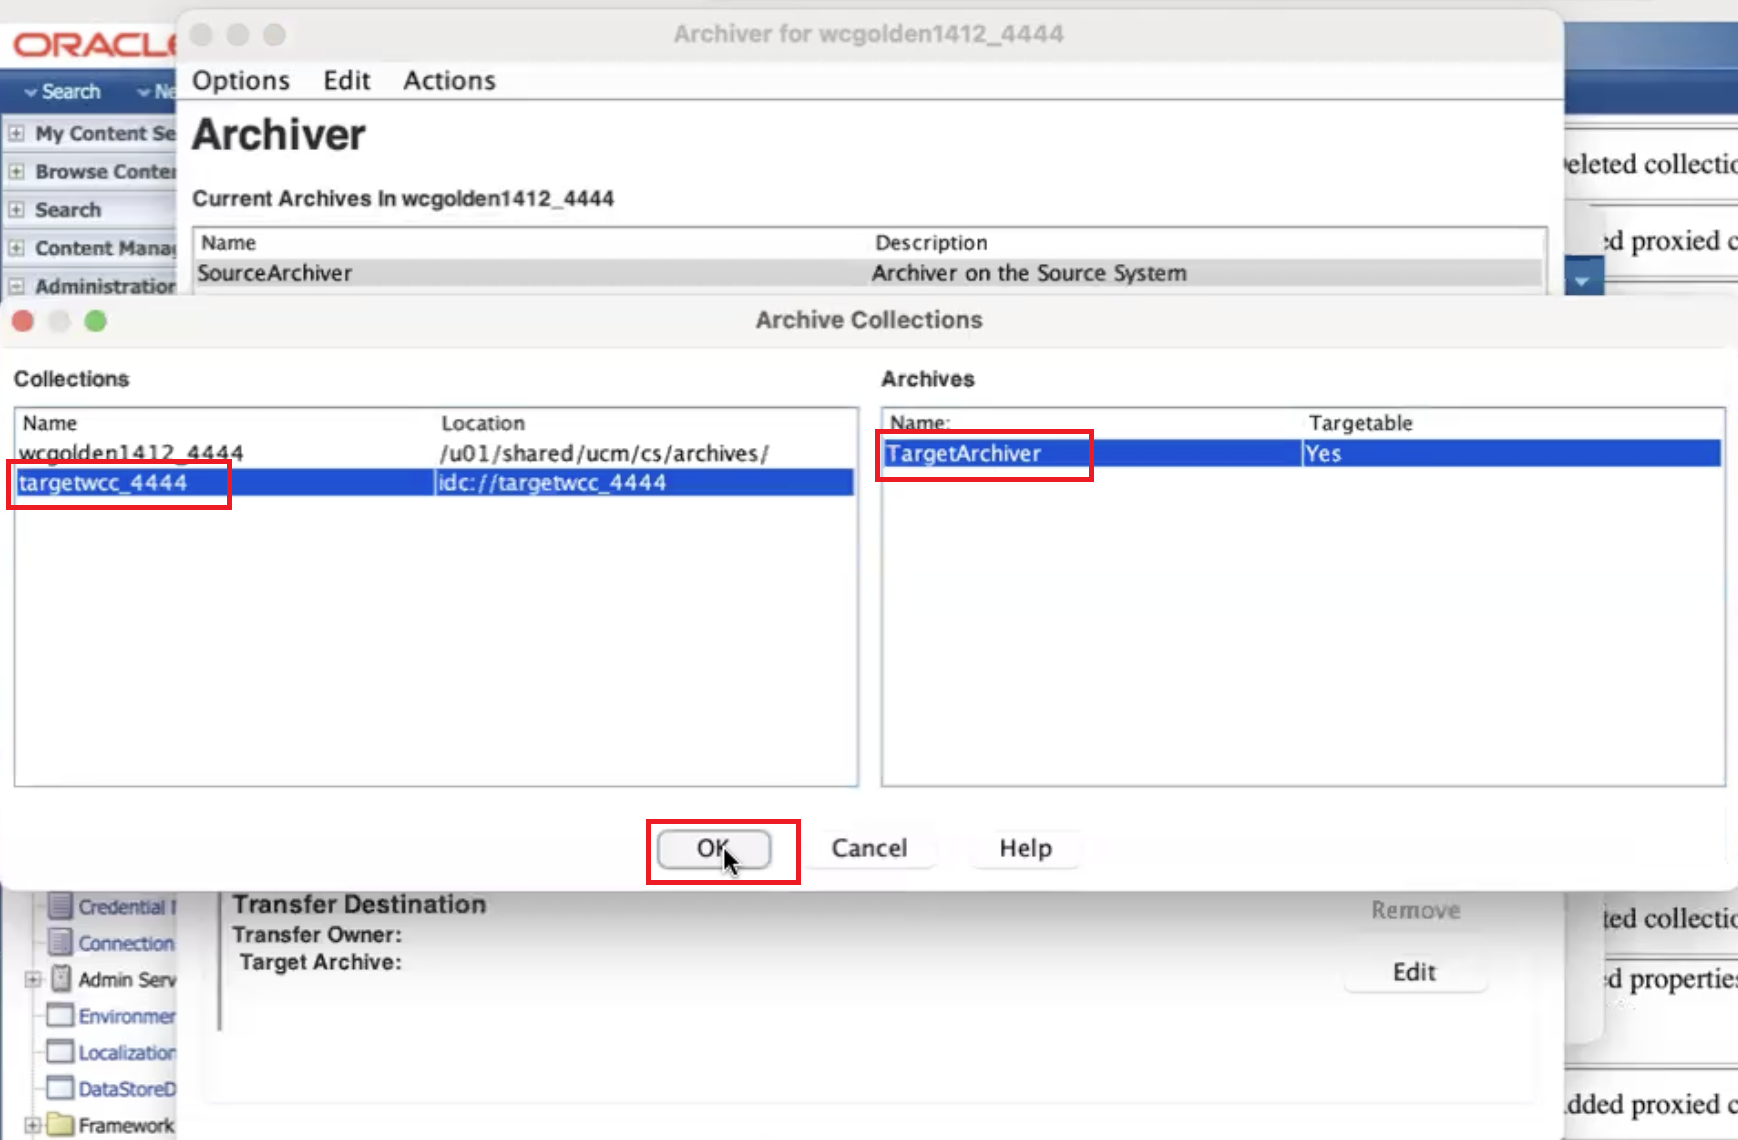 Archiver for wcgolden1412_4444
ORACLE
Options Edit Actions
Search
My Content Se
Browse Conte
Search
Content Mana
Administration
Archiver
Current Archives In wcgolden1412_4444
Name Description
SourceArchiver Archiver on the Source System
eleted collectio
ed proxied c
Archive Collections
Collections
Name Location
wcgolden1412_4444 /u01/shared/ucm/cs/archives/
targetwcc_4444 idc://targetwcc_4444
Archives
Name: Targetable
TargetArchiver Yes
OK Cancel Help
Credential
Connection
Admin Serv
Environmen
Localization
DataStoreD
Framework
Transfer Destination
Transfer Owner:
Target Archive:
Remove
Edit
ted collectio
ed properties
dded proxied c